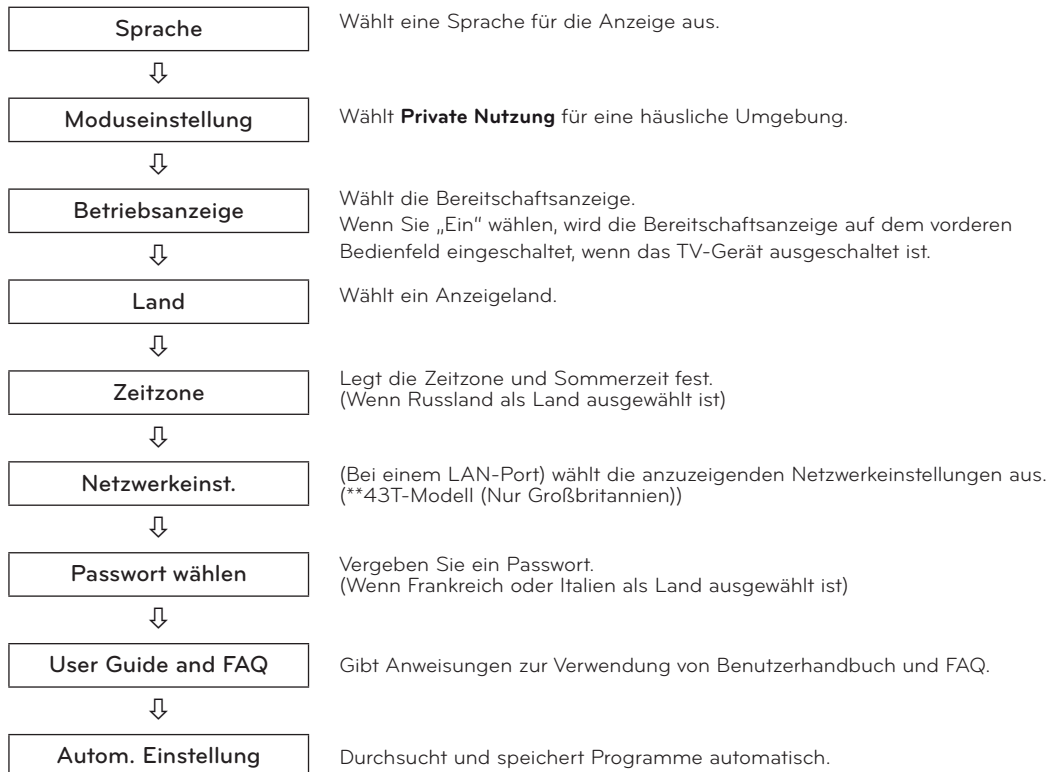 Sprache
Wählt eine Sprache für die Anzeige aus.
Moduseinstellung
Wählt Private Nutzung für eine häusliche Umgebung.
Betriebsanzeige
Wählt die Bereitschaftsanzeige.
Wenn Sie „Ein“ wählen, wird die Bereitschaftsanzeige auf dem vorderen
Bedienfeld eingeschaltet, wenn das TV-Gerät ausgeschaltet ist.
Land
Wählt ein Anzeigeland.
Zeitzone
Legt die Zeitzone und Sommerzeit fest.
(Wenn Russland als Land ausgewählt ist)
Netzwerkeinst.
(Bei einem LAN-Port) wählt die anzuzeigenden Netzwerkeinstellungen aus.
(**43T-Modell (Nur Großbritannien))
Passwort wählen
Vergeben Sie ein Passwort.
(Wenn Frankreich oder Italien als Land ausgewählt ist)
User Guide and FAQ
Gibt Anweisungen zur Verwendung von Benutzerhandbuch und FAQ.
Autom. Einstellung
Durchsucht und speichert Programme automatisch.